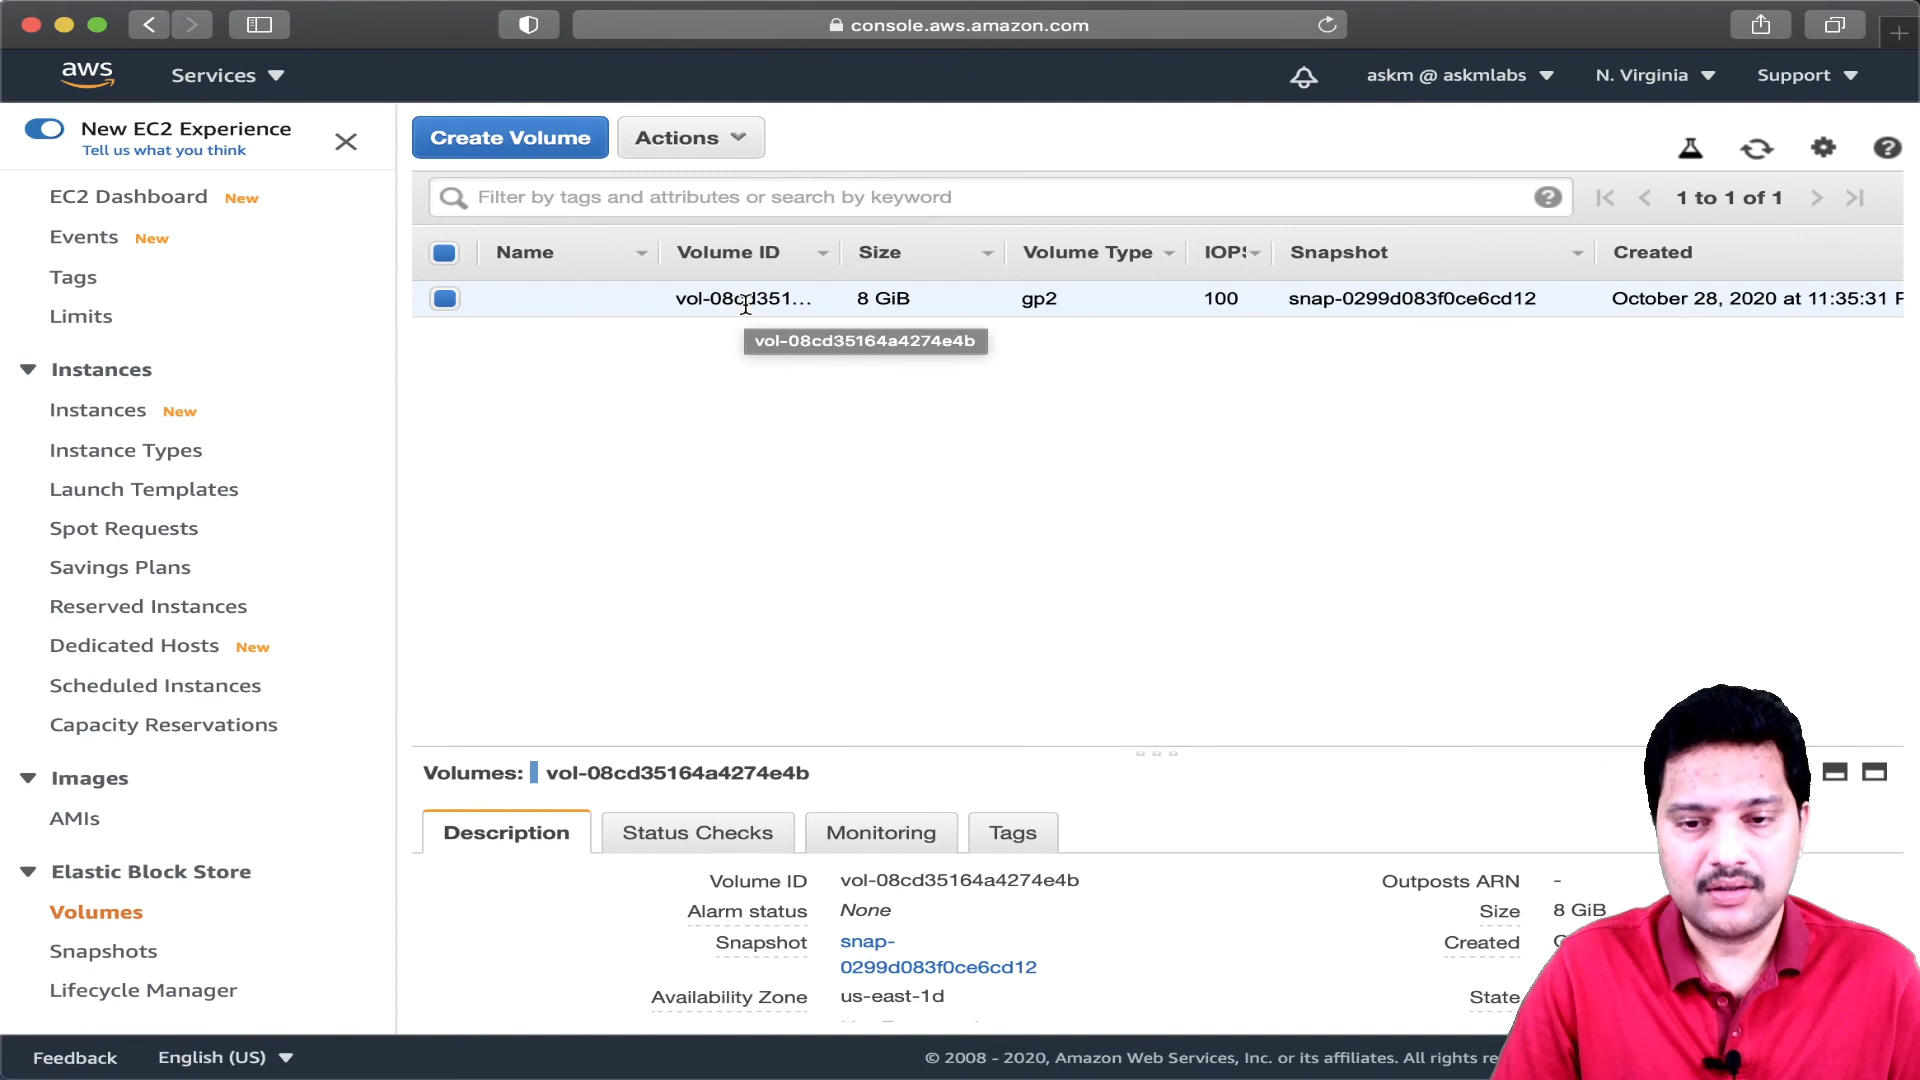 console.aws.amazon.com
aws
Services
askm @ askmlabs
N. Virginia
Support
New EC2 Experience
Tell us what you think
EC2 Dashboard New
Events New
Tags
Limits
Instances
Instances New
Instance Types
Launch Templates
Spot Requests
Savings Plans
Reserved Instances
Dedicated Hosts New
Scheduled Instances
Capacity Reservations
Images
AMIs
Elastic Block Store
Volumes
Snapshots
Lifecycle Manager
Create Volume
Actions
Filter by tags and attributes or search by keyword
1 to 1 of 1
Name Volume ID Size Volume Type IOPS Snapshot Created
vol-08cd351... 8 GiB gp2 100 snap-0299d083f0ce6cd12 October 28, 2020 at 11:35:31
vol-08cd35164a4274e4b
Volumes: vol-08cd35164a4274e4b
Description
Status Checks
Monitoring
Tags
Volume ID vol-08cd35164a4274e4b
Outposts ARN -
Alarm status None
Size 8 GiB
Snapshot snap-
0299d083f0ce6cd12
Created
Availability Zone us-east-1d
State
Feedback
English (US)
© 2008 - 2020, Amazon Web Services, Inc. or its affiliates. All rights